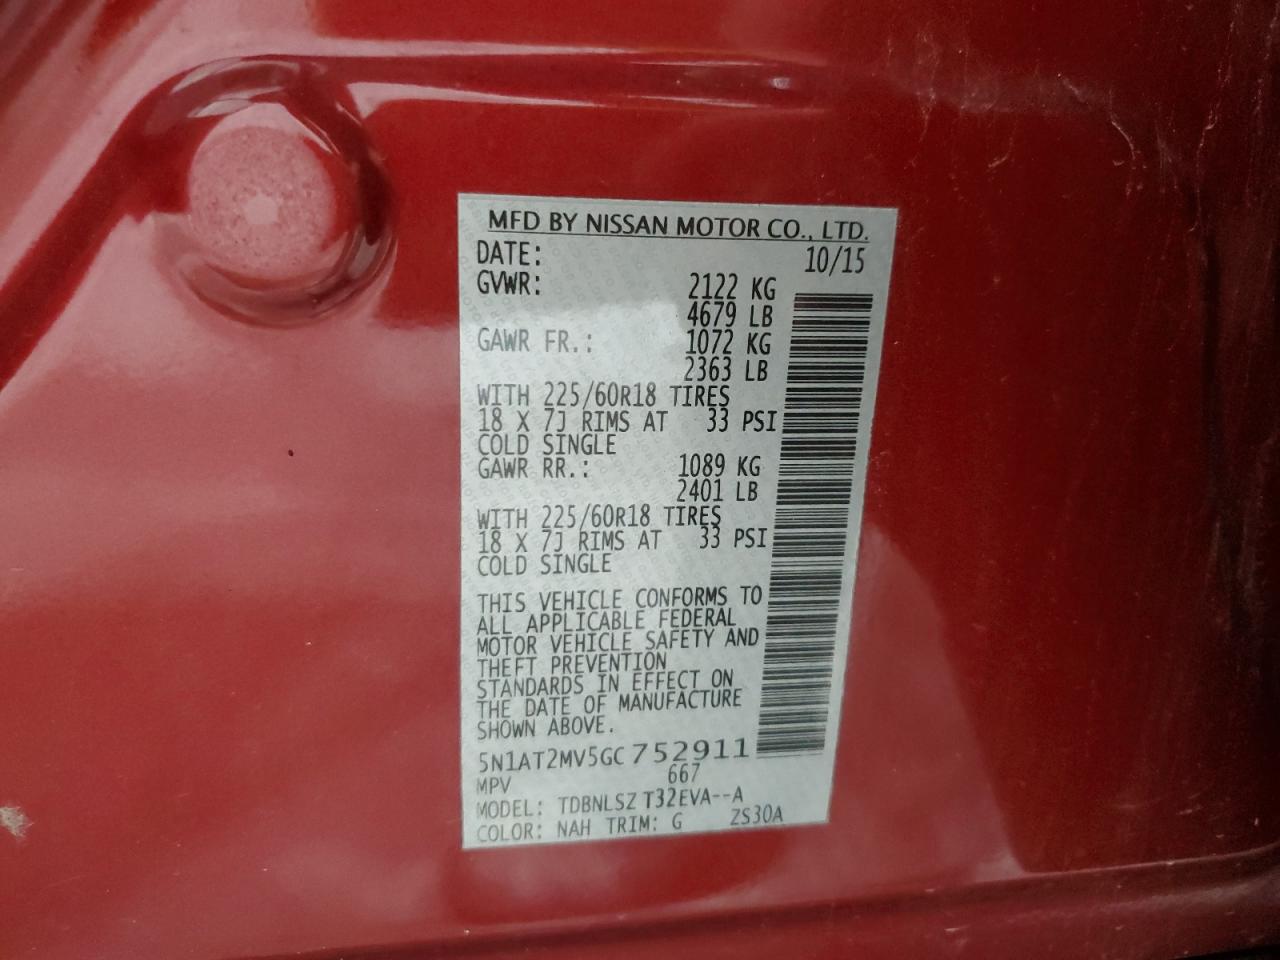 MFD BY NISSAN MOTOR CO., LTD.
DATE: 10/15
GVWR: 2122 KG
4679 LB
GAWR FR.: 1072 KG
2363 LB
WITH 225/60R18 TIRES
18 X 7J RIMS AT 33 PSI
COLD SINGLE
GAWR RR.: 1089 KG
2401 LB
WITH 225/60R18 TIRES
18 X 7J RIMS AT 33 PSI
COLD SINGLE
THIS VEHICLE CONFORMS TO
ALL APPLICABLE FEDERAL
MOTOR VEHICLE SAFETY AND
THEFT PREVENTION
STANDARDS IN EFFECT ON
THE DATE OF MANUFACTURE
SHOWN ABOVE.
5N1AT2MV5GC752911
MPV 667
MODEL: TDBNLSZ T32EVA--A
COLOR: NAH TRIM: G ZS30A